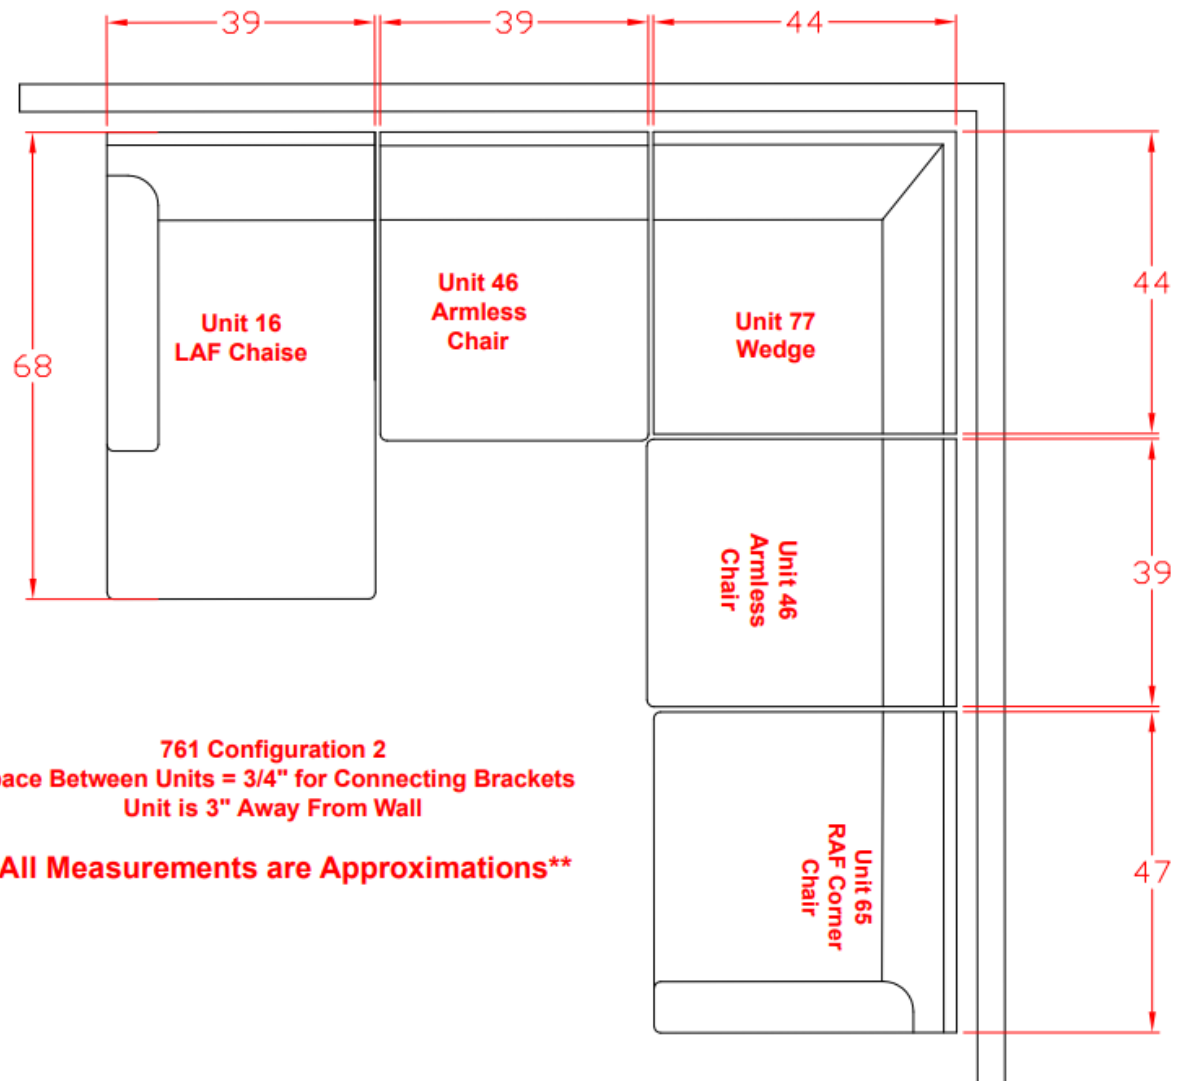 39
39
44
68
Unit 16
LAF Chaise
Unit 46
Armless
Chair
Unit 77
Wedge
44
Unit 46
Armless
Chair
39
761 Configuration 2
Between Units = 3/4" for Connecting Brackets
Unit is 3" Away From Wall
All Measurements are Approximations**
Unit 65
RAF Corner
Chair
47